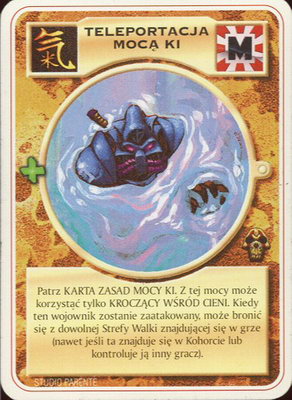 TELEPORTACJA
MOCĄ KI
氣
M
Patrz KARTA ZASAD MOCY KI. Z tej mocy może
korzystać tylko KROCZĄCY WŚRÓD CIENI. Kiedy
ten wojownik zostanie zaatakowany, może bronić
się z dowolnej Strefy Walki znajdującej się w grze
(nawet jeśli ta znajduje się w Kohorcie lub
kontroluje ją inny gracz).
STUDIO PARENTE